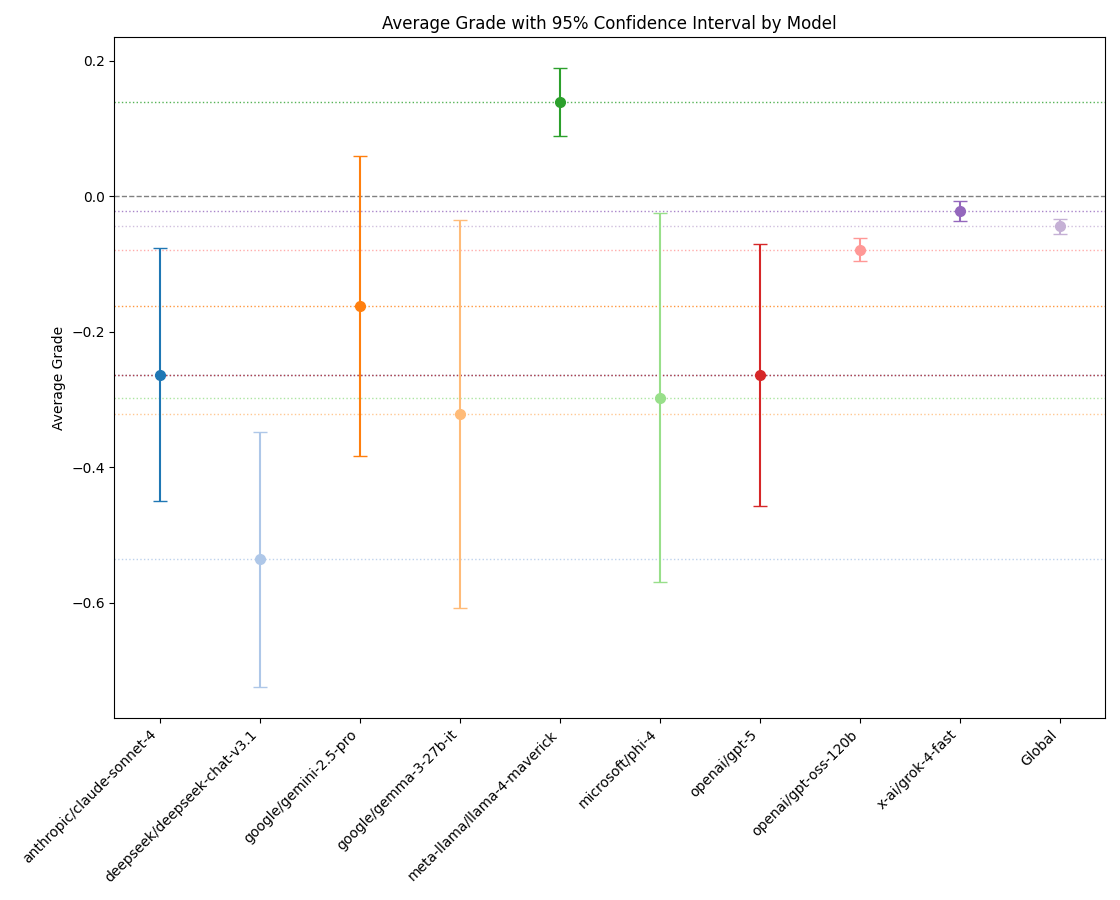 Average Grade with 95% Confidence Interval by Model
Average Grade
0.2
0.0
−0.2
−0.4
−0.6
anthropic/claude-sonnet-4
deepseek/deepseek-chat-v3.1
google/gemini-2.5-pro
google/gemma-3-27b-it
meta-llama/llama-4-maverick
microsoft/phi-4
openai/gpt-5
openai/gpt-oss-120b
x-ai/grok-4-fast
Global